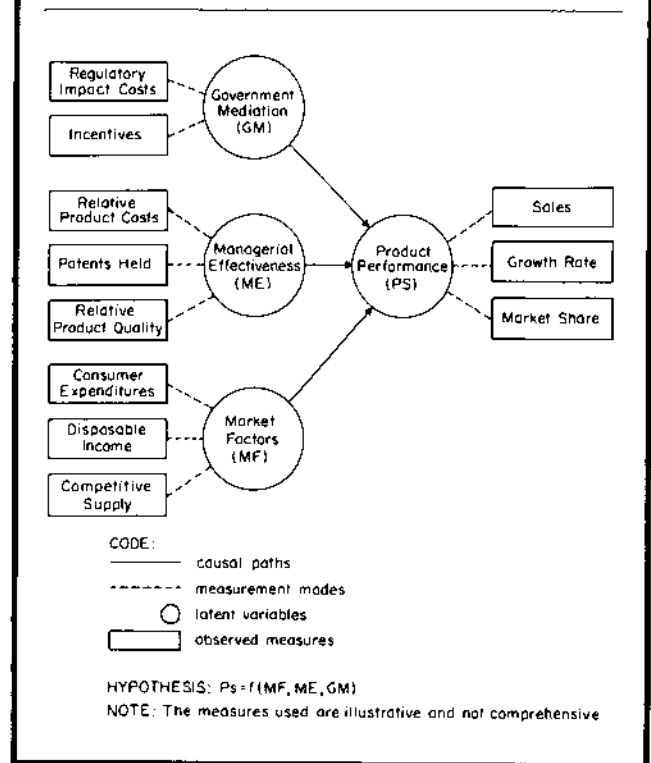 Regulatory
Impact Costs
Incentives
Government
Mediation
(GM)
Relative
Product Costs
Patents Held
Relative
Product Quality
Managerial
Effectiveness
(ME)
Product
Performance
(PS)
Sales
Growth Rate
Market Share
Consumer
Expenditures
Disposable
Income
Competitive
Supply
Market
Factors
(MF)
CODE:
causal paths
measurement modes
latent variables
observed measures
HYPOTHESIS: Ps=f(MF, ME, GM)
NOTE: The measures used are illustrative and not comprehensive